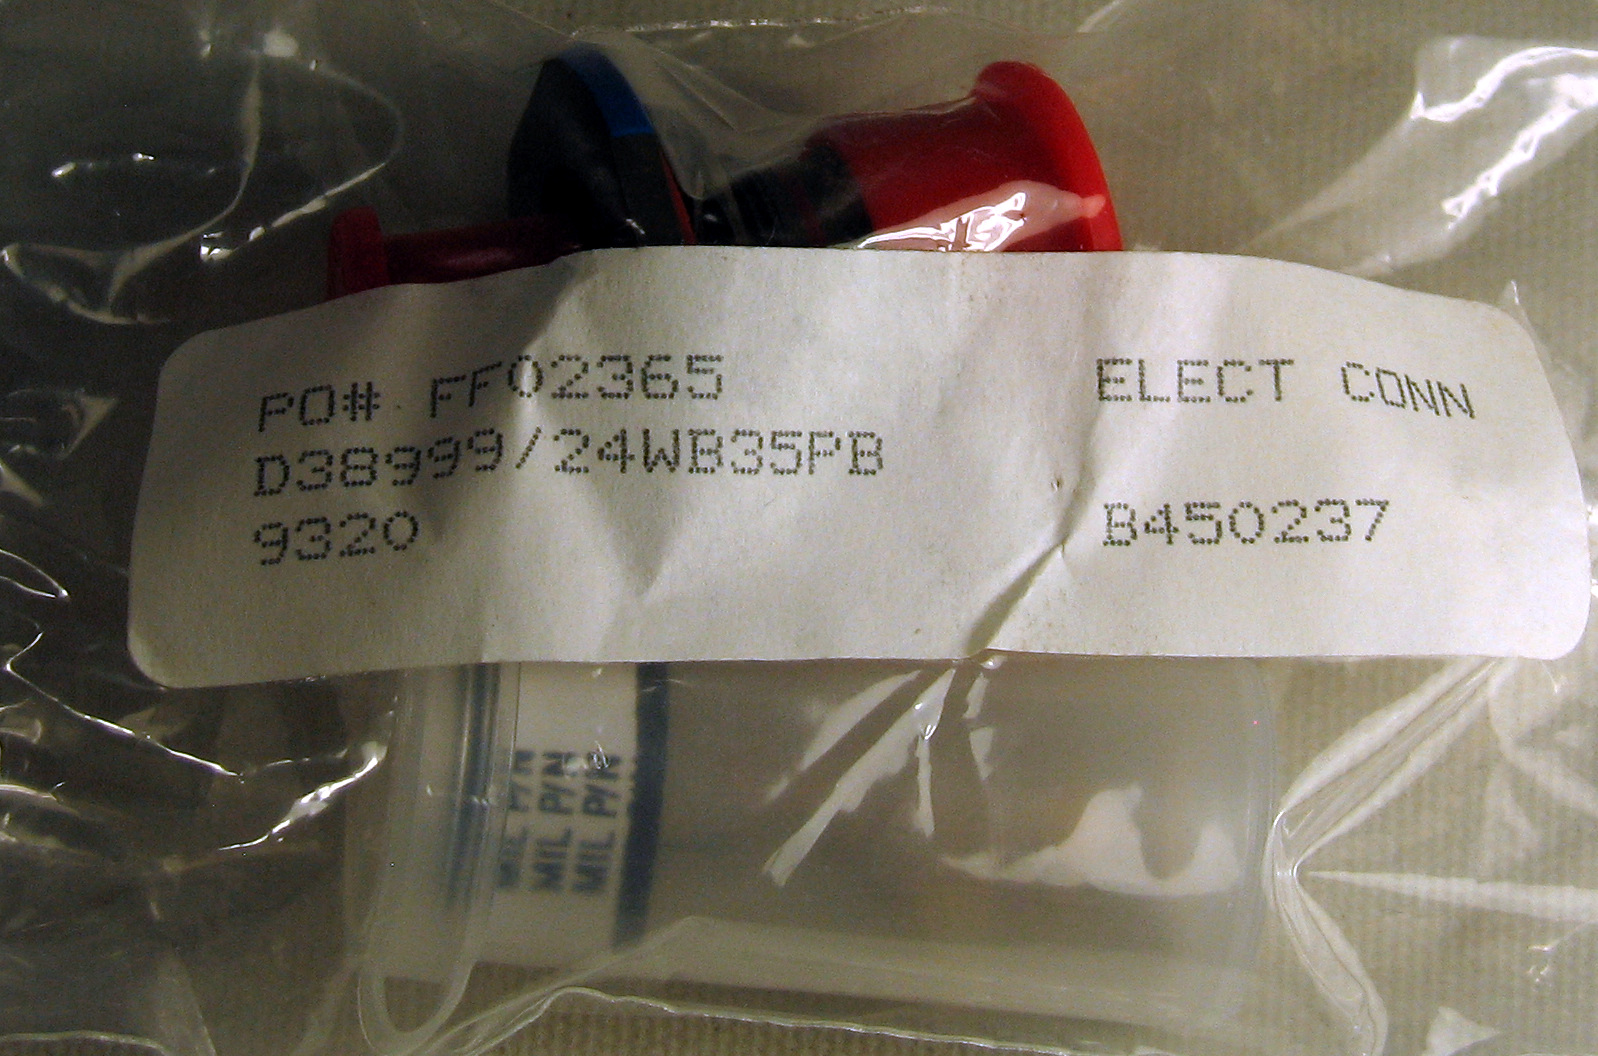 PO# FF02365 ELECT CONN
D38999/24WB35PB
9320 B450237
MIL P/N
MIL P/N
MIL P/N